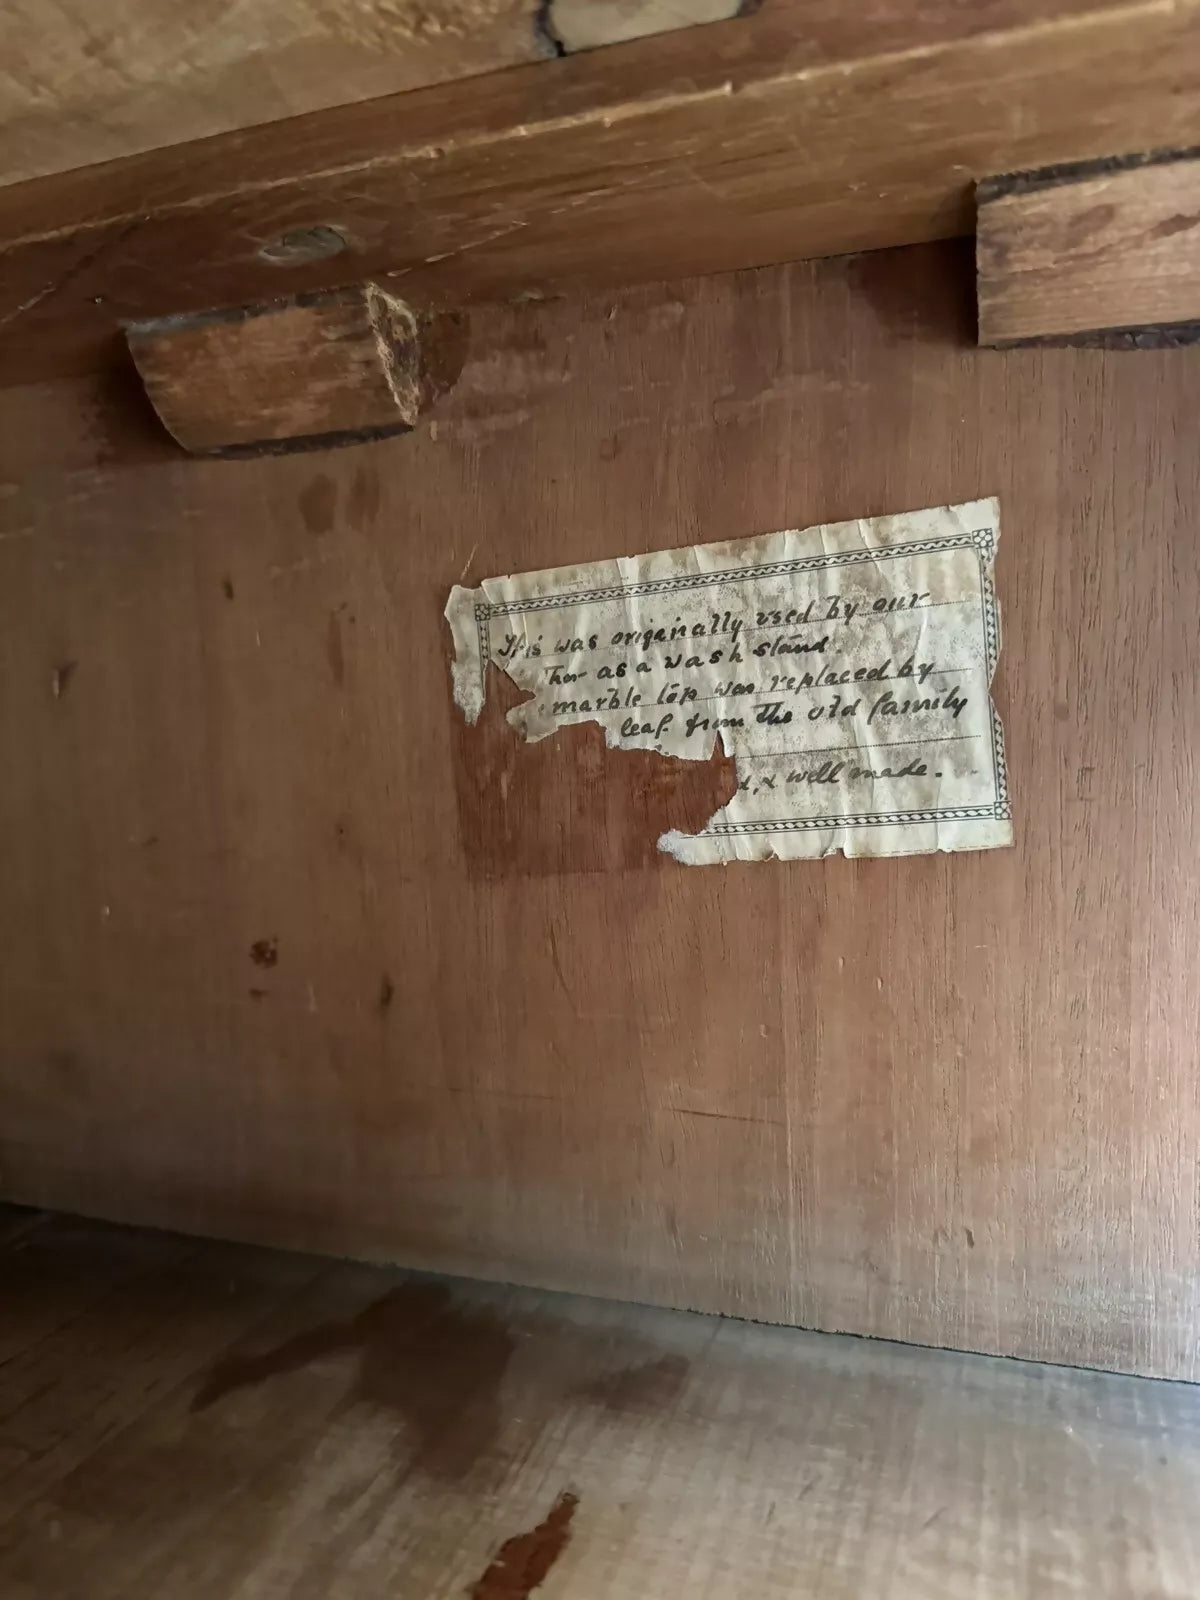 This was originally used by our
ther as a wash stand.
marble top was replaced by
leaf from the old family
d, & well made.